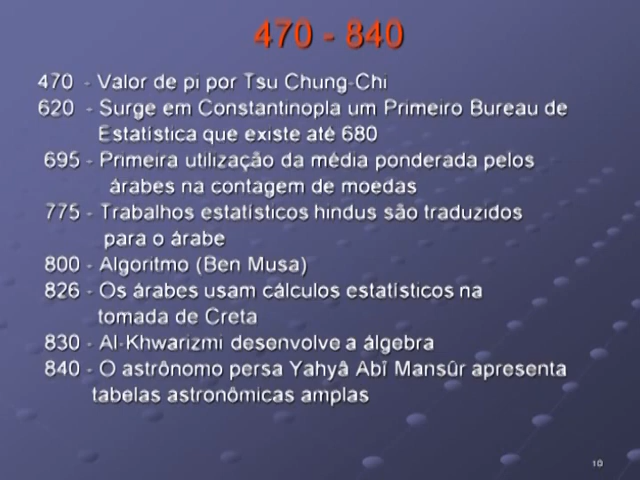 470 - 840
470 - Valor de pi por Tsu Chung-Chi
620 - Surge em Constantinopla um Primeiro Bureau de
Estatística que existe até 680
695 - Primeira utilização da média ponderada pelos
árabes na contagem de moedas
775 - Trabalhos estatísticos hindus são traduzidos
para o árabe
800 - Algoritmo (Ben Musa)
826 - Os árabes usam cálculos estatísticos na
tomada de Creta
830 - Al-Khwarizmi desenvolve a álgebra
840 - O astrônomo persa Yahyâ Abî Mansûr apresenta
tabelas astronômicas amplas
10